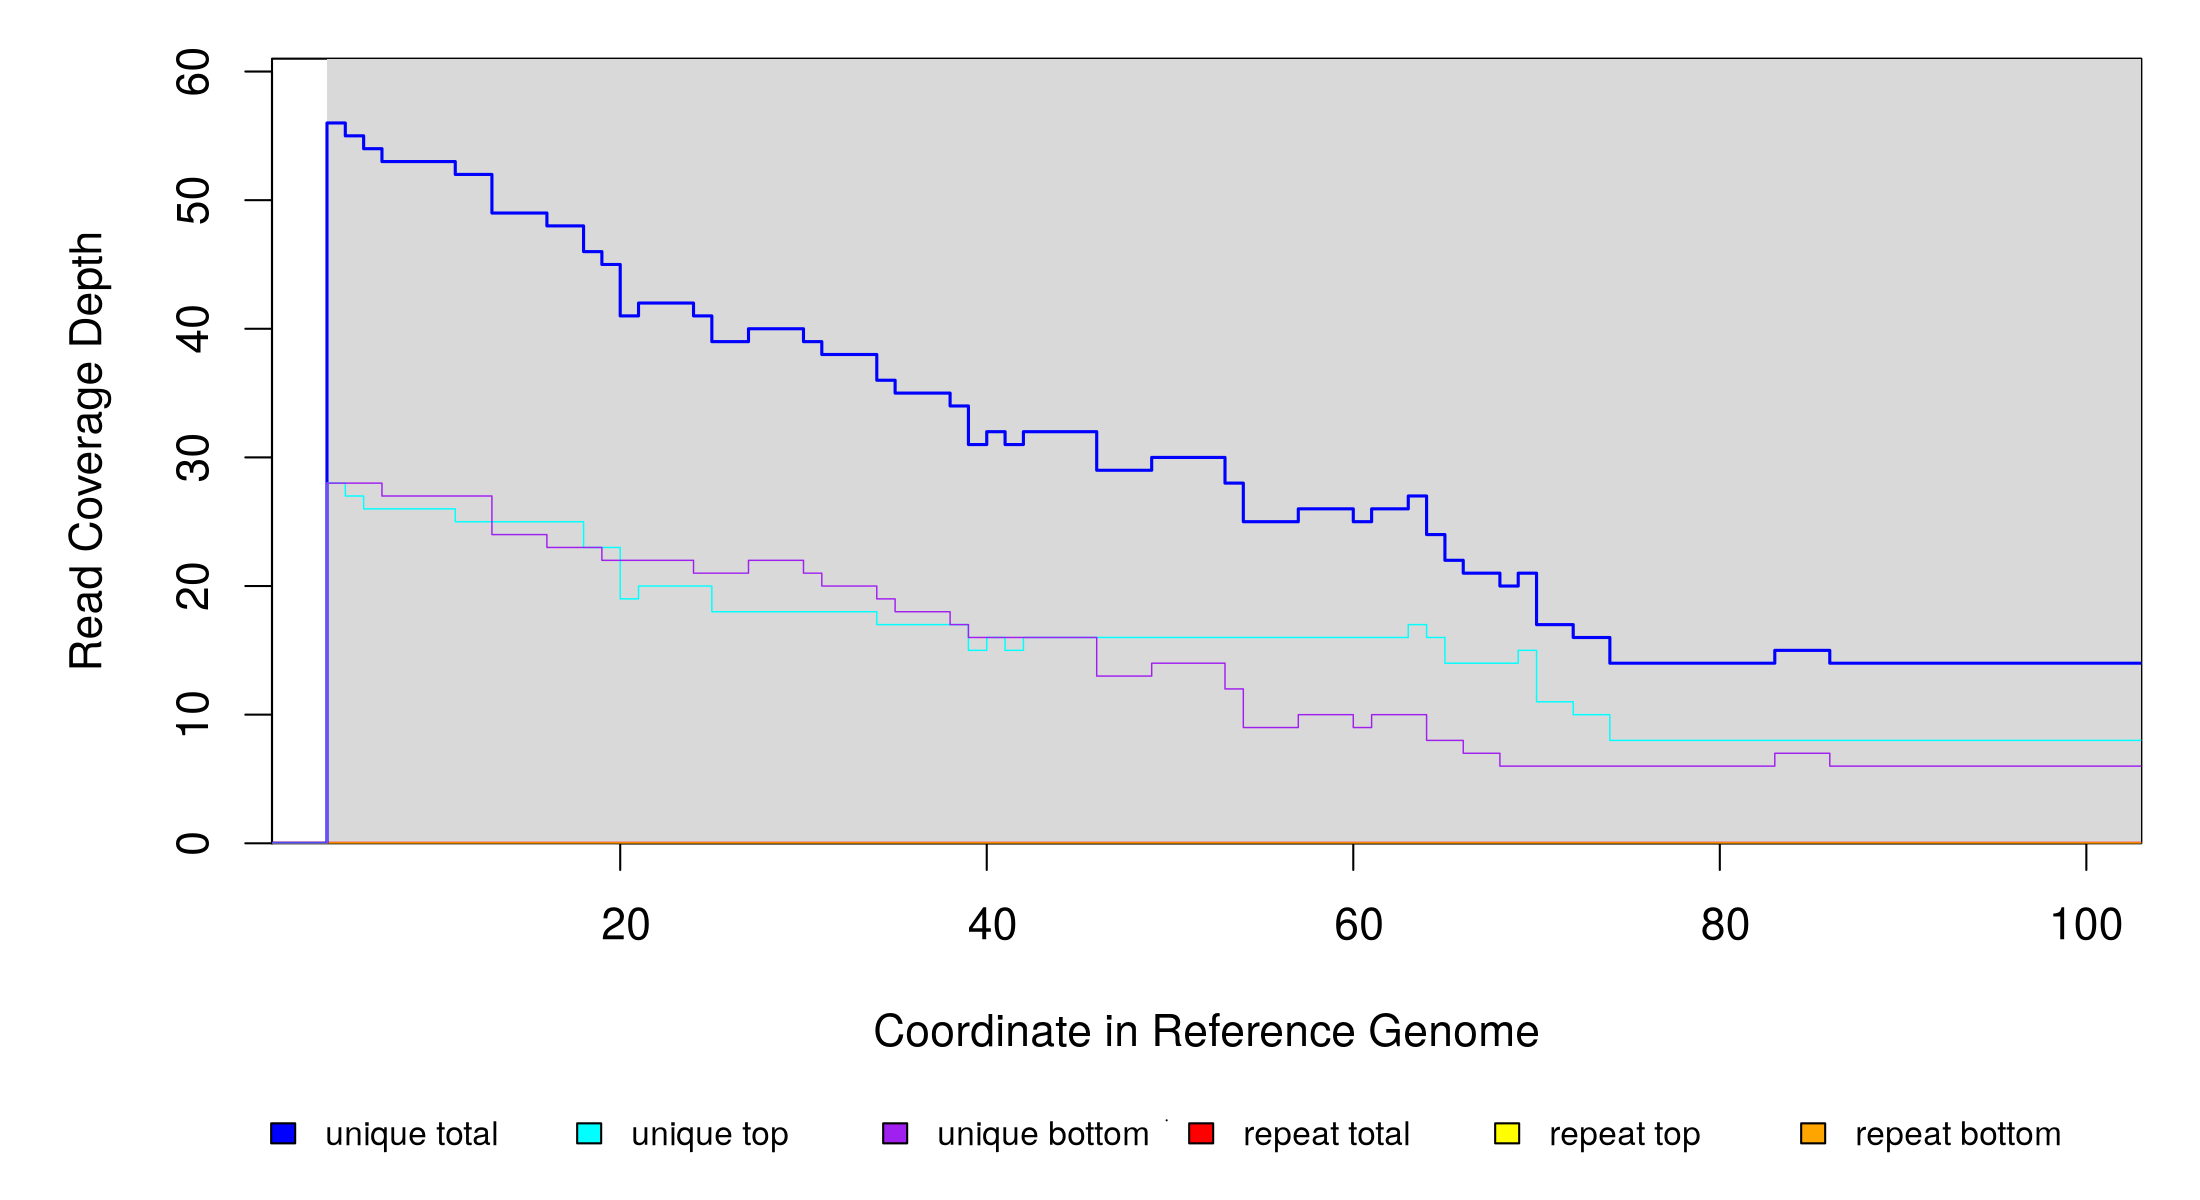 Read Coverage Depth
60
50
40
30
20
10
0
20 40 60 80 100
Coordinate in Reference Genome
unique total unique top unique bottom repeat total repeat top repeat bottom